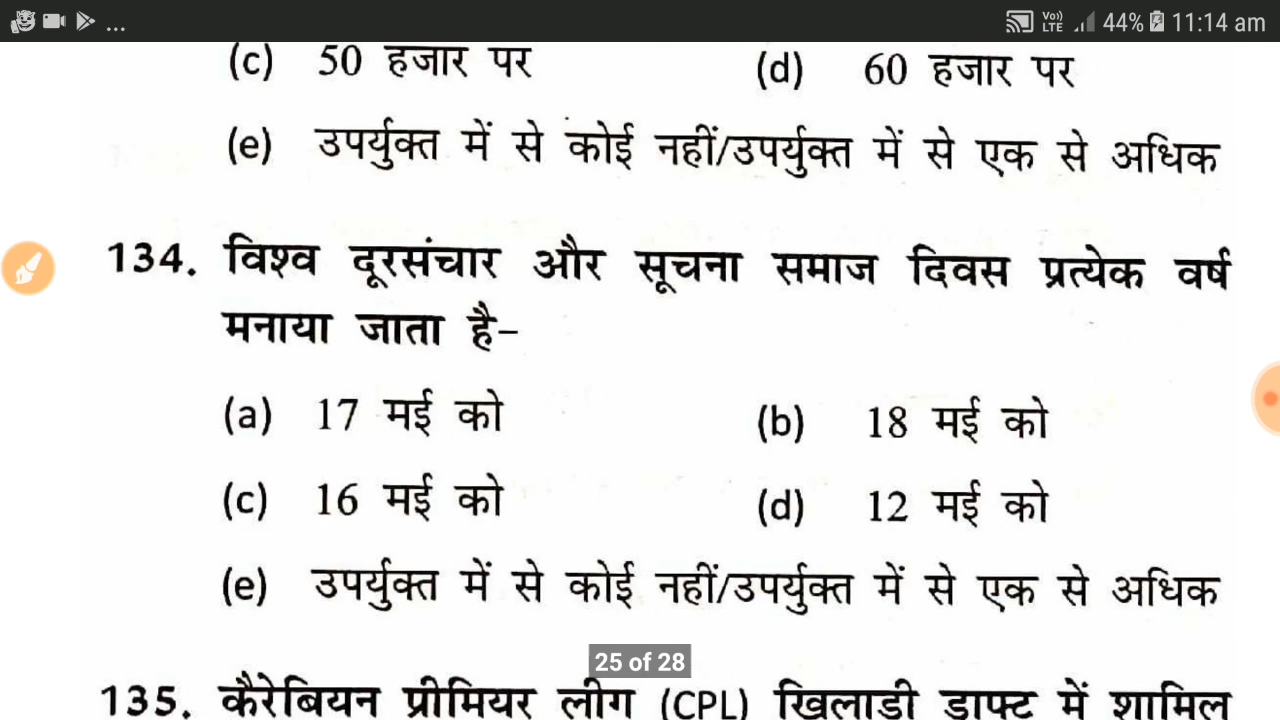 ... Vo)) LTE 44% 11:14 am
(c) 50 हजार पर (d) 60 हजार पर
(e) उपर्युक्त में से कोई नहीं/उपर्युक्त में से एक से अधिक
134. विश्व दूरसंचार और सूचना समाज दिवस प्रत्येक वर्ष
मनाया जाता है–
(a) 17 मई को (b) 18 मई को
(c) 16 मई को (d) 12 मई को
(e) उपर्युक्त में से कोई नहीं/उपर्युक्त में से एक से अधिक
25 of 28
135. कैरेबियन प्रीमियर लीग (CPL) खिलाड़ी ड्राफ्ट में शामिल